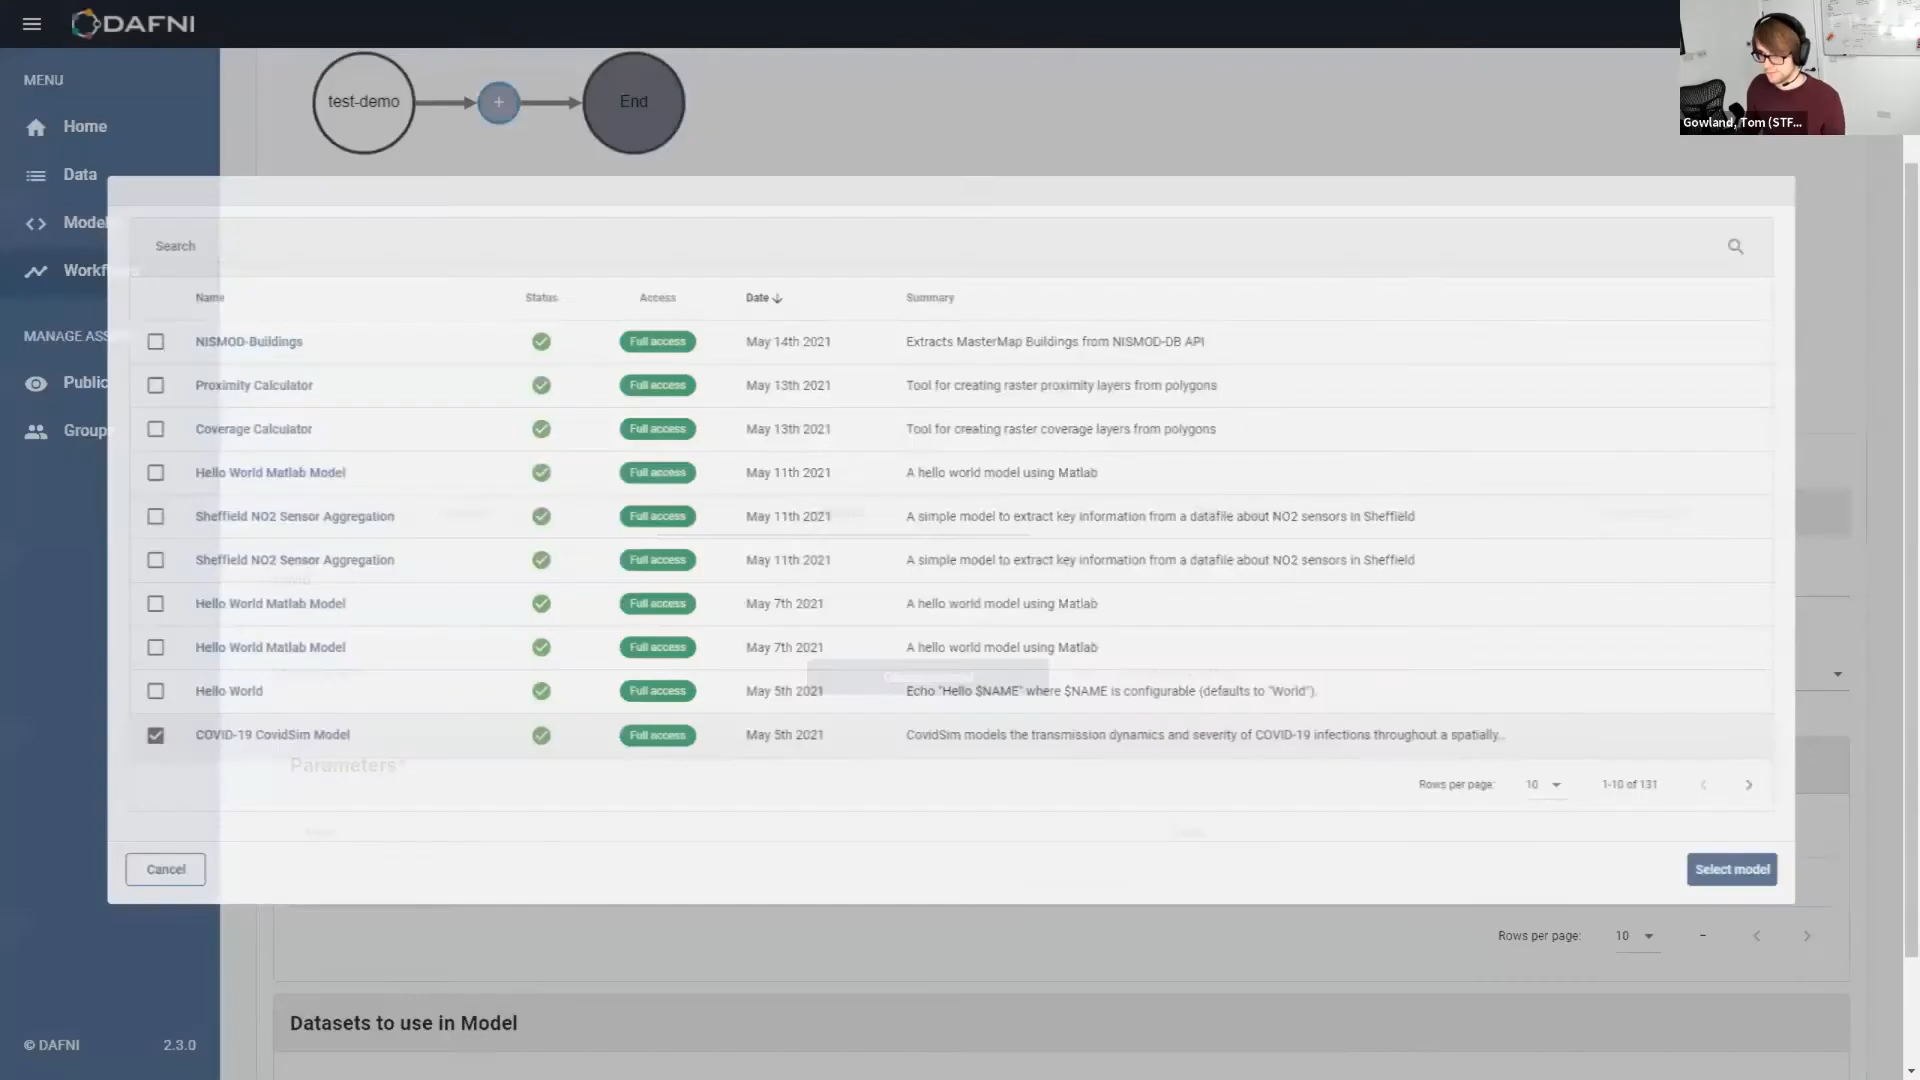 DAFNI
Gowland, Tom (STF...
MENU
Home
Data
Model
Workf
MANAGE ASS
Public
Groups
test-demo
+
End
Search
Name Status Access Date Summary
NISMOD-Buildings Full access May 14th 2021 Extracts MasterMap Buildings from NISMOD-DB API
Proximity Calculator Full access May 13th 2021 Tool for creating raster proximity layers from polygons
Coverage Calculator Full access May 13th 2021 Tool for creating raster coverage layers from polygons
Hello World Matlab Model Full access May 11th 2021 A hello world model using Matlab
Sheffield NO2 Sensor Aggregation Full access May 11th 2021 A simple model to extract key information from a datafile about NO2 sensors in Sheffield
Sheffield NO2 Sensor Aggregation Full access May 11th 2021 A simple model to extract key information from a datafile about NO2 sensors in Sheffield
Hello World Matlab Model Full access May 7th 2021 A hello world model using Matlab
Hello World Matlab Model Full access May 7th 2021 A hello world model using Matlab
Hello World Full access May 5th 2021 Echo "Hello $NAME" where $NAME is configurable (defaults to "World").
COVID-19 CovidSim Model Full access May 5th 2021 CovidSim models the transmission dynamics and severity of COVID-19 infections throughout a spatially...
Parameters*
Rows per page: 10 1-10 of 131
Cancel
Select model
Rows per page: 10 –
Datasets to use in Model
© DAFNI 2.3.0